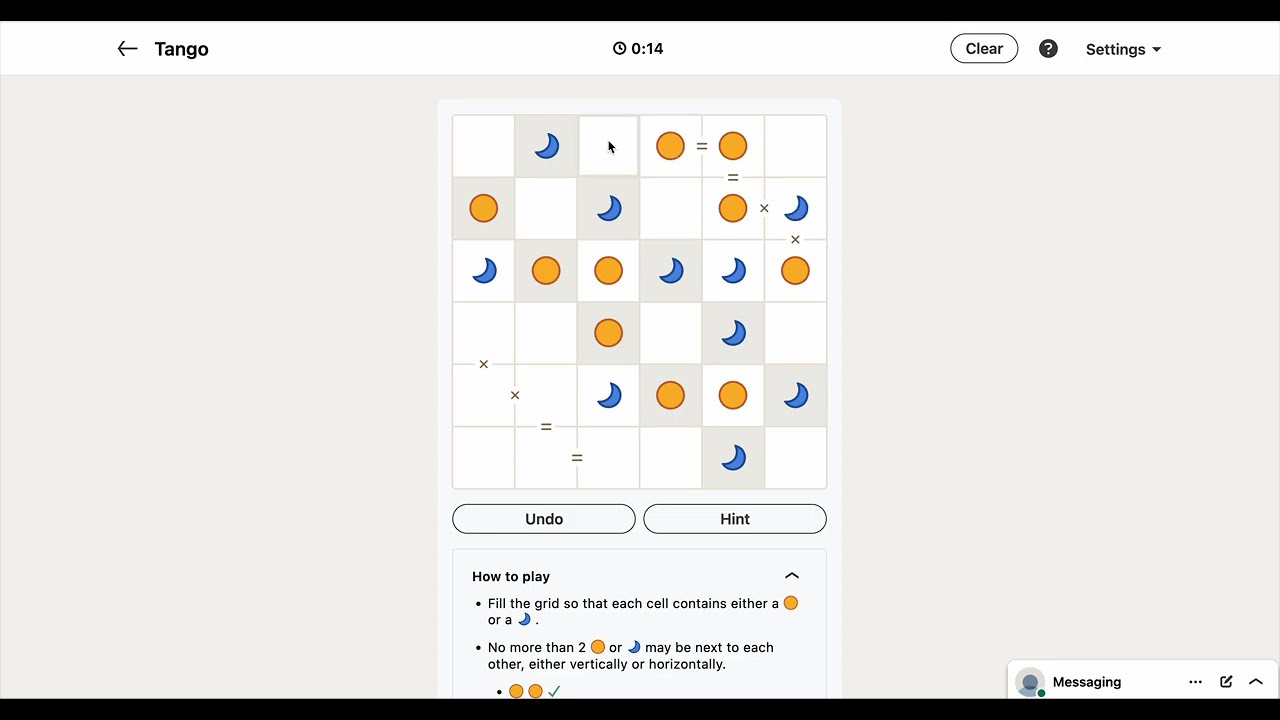 Tango
0:14
Clear
?
Settings
=
=
×
×
×
×
=
=
Undo
Hint
How to play
• Fill the grid so that each cell contains either a
or a .
• No more than 2 or may be next to each
other, either vertically or horizontally.
•
Messaging